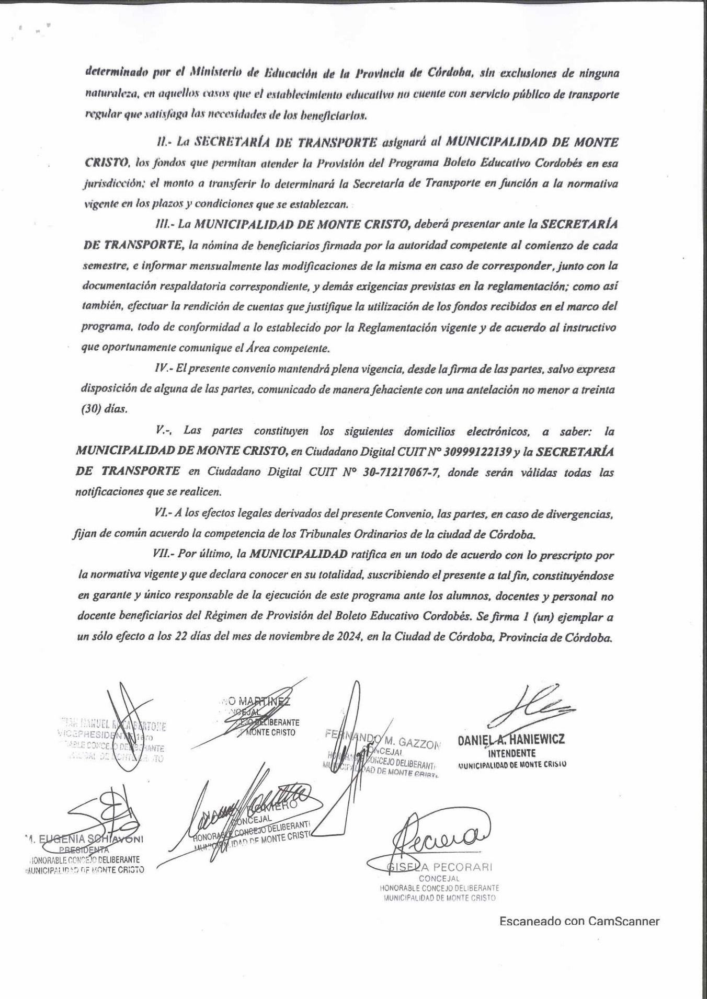 determinado por el Ministerio de Educación de la Provincia de Córdoba, sin exclusiones de ninguna
naturaleza, en aquellos casos que el establecimiento educativo no cuente con servicio público de transporte
regular que satisfaga las necesidades de los beneficiarios.
II.- La SECRETARÍA DE TRANSPORTE asignará al MUNICIPALIDAD DE MONTE
CRISTO, los fondos que permitan atender la Provisión del Programa Boleto Educativo Cordobés en esa
jurisdicción; el monto a transferir lo determinará la Secretaría de Transporte en función a la normativa
vigente en los plazos y condiciones que se establezcan.
III.- La MUNICIPALIDAD DE MONTE CRISTO, deberá presentar ante la SECRETARÍA
DE TRANSPORTE, la nómina de beneficiarios firmada por la autoridad competente al comienzo de cada
semestre, e informar mensualmente las modificaciones de la misma en caso de corresponder, junto con la
documentación respaldatoria correspondiente, y demás exigencias previstas en la reglamentación; como así
también, efectuar la rendición de cuentas que justifique la utilización de los fondos recibidos en el marco del
programa, todo de conformidad a lo establecido por la Reglamentación vigente y de acuerdo al instructivo
que oportunamente comunique el Área competente.
IV.- El presente convenio mantendrá plena vigencia, desde la firma de las partes, salvo expresa
disposición de alguna de las partes, comunicado de manera fehaciente con una antelación no menor a treinta
(30) días.
V.-, Las partes constituyen los siguientes domicilios electrónicos, a saber: la
MUNICIPALIDAD DE MONTE CRISTO, en Ciudadano Digital CUIT Nº 30999122139 y la SECRETARÍA
DE TRANSPORTE en Ciudadano Digital CUIT Nº 30-71217067-7, donde serán válidas todas las
notificaciones que se realicen.
VI.- A los efectos legales derivados del presente Convenio, las partes, en caso de divergencias,
fijan de común acuerdo la competencia de los Tribunales Ordinarios de la ciudad de Córdoba.
VII.- Por último, la MUNICIPALIDAD ratifica en un todo de acuerdo con lo prescripto por
la normativa vigente y que declara conocer en su totalidad, suscribiendo el presente a tal fin, constituyéndose
en garante y único responsable de la ejecución de este programa ante los alumnos, docentes y personal no
docente beneficiarios del Régimen de Provisión del Boleto Educativo Cordobés. Se firma 1 (un) ejemplar a
un sólo efecto a los 22 días del mes de noviembre de 2024, en la Ciudad de Córdoba, Provincia de Córdoba.
MANUEL
VICEPRESIDENTE 1ero
CONCEJO DELIBERANTE
MARTINEZ
CONCEJAL
DELIBERANTE
MONTE CRISTO
FERNANDO M. GAZZON
CONCEJAL
HONORABLE CONCEJO DELIBERANT
MUNICIPALIDAD DE MONTE CRISTO
DANIEL A. HANIEWICZ
INTENDENTE
MUNICIPALIDAD DE MONTE CRISTO
M. EUGENIA SCHIAVONI
PRESIDENTA
HONORABLE CONCEJO DELIBERANTE
MUNICIPALIDAD DE MONTE CRISTO
ROMERO
CONCEJAL
HONORABLE CONCEJO DELIBERANT
MUNICIPALIDAD DE MONTE CRIST
Pecorari
GISELA PECORARI
CONCEJAL
HONORABLE CONCEJO DELIBERANTE
MUNICIPALIDAD DE MONTE CRISTO
Escaneado con CamScanner